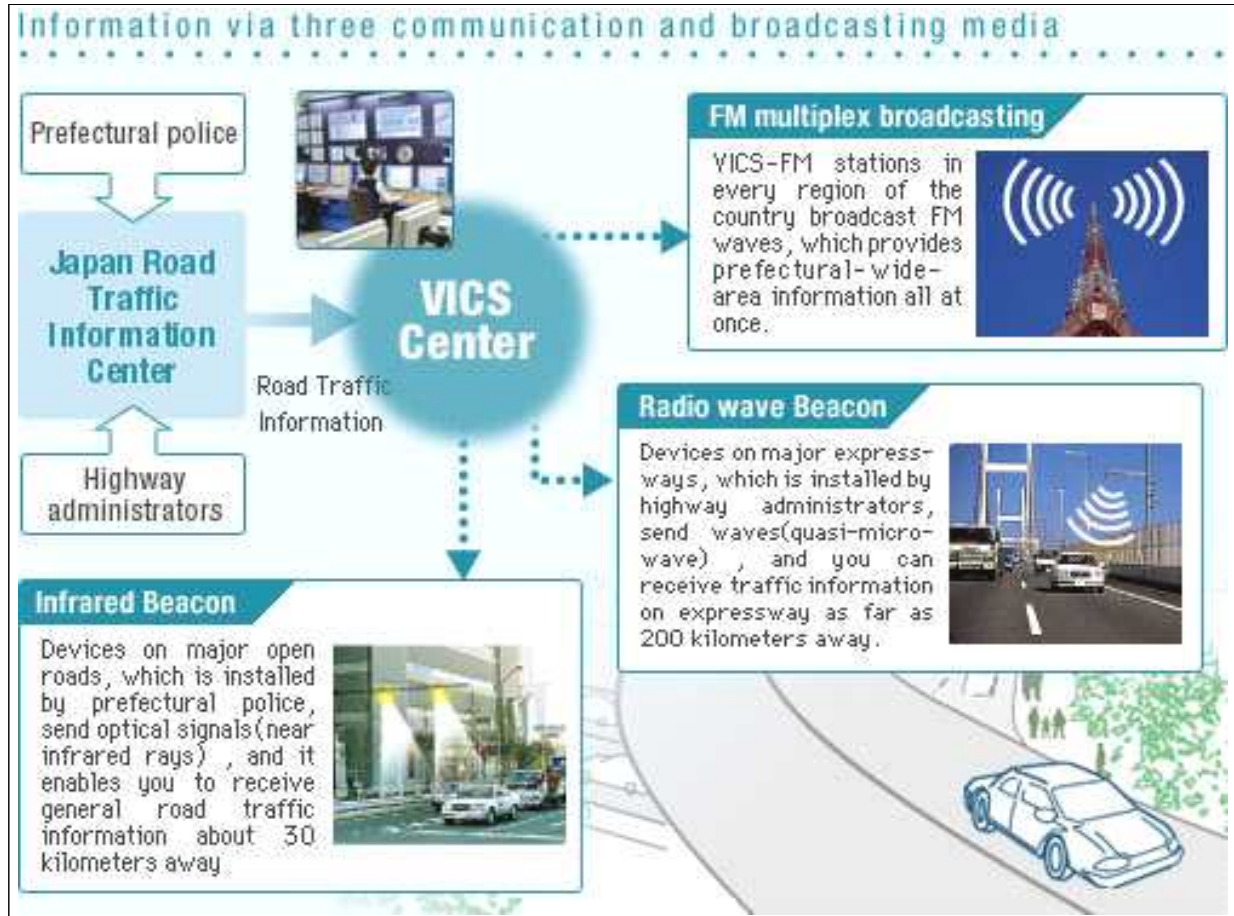 Information via three communication and broadcasting media
Prefectural police
Japan Road
Traffic
Information
Center
Highway
administrators
Road Traffic
Information
VICS
Center
FM multiplex broadcasting
VICS-FM stations in
every region of the
country broadcast FM
waves, which provides
prefectural-wide-
area information all at
once.
Radio wave Beacon
Devices on major express-
ways, which is installed by
highway administrators,
send waves(quasi-micro-
wave) , and you can
receive traffic information
on expressway as far as
200 kilometers away.
Infrared Beacon
Devices on major open
roads, which is installed
by prefectural police,
send optical signals(near
infrared rays) , and it
enables you to receive
general road traffic
information about 30
kilometers away